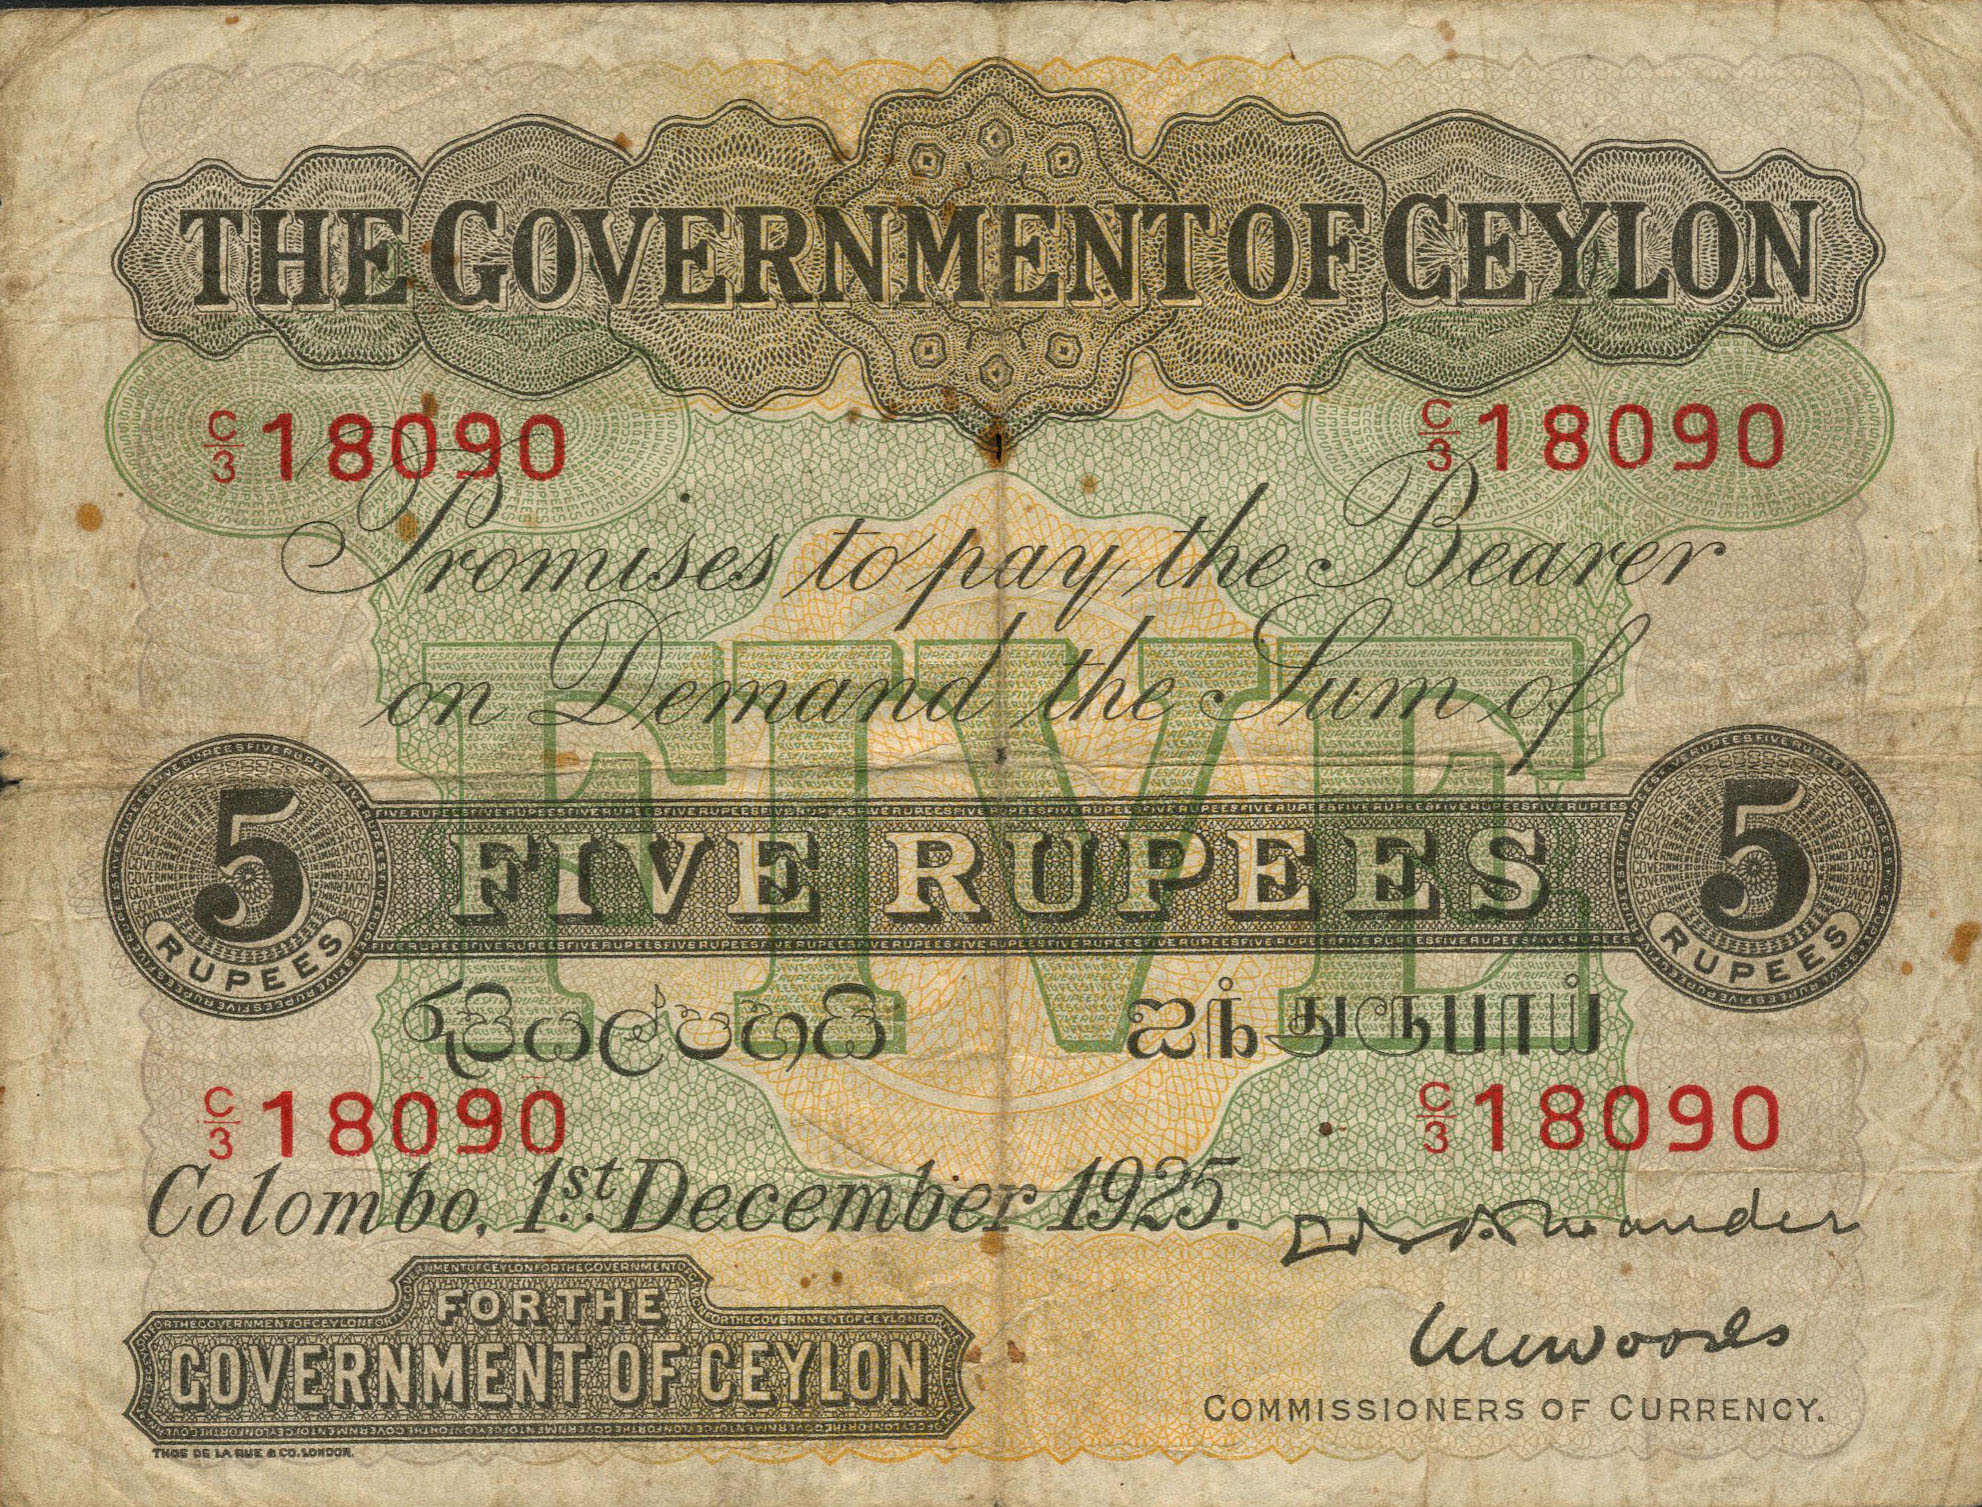 THE GOVERNMENT OF CEYLON
C/3 18090 C/3 18090
Promises to pay the Bearer
on Demand the Sum of
FIVE
5 RUPEES FIVE RUPEES 5 RUPEES
රුපියල් පහයි ஐந்துரூபாய்
C/3 18090 C/3 18090
Colombo, 1st December 1925.
FOR THE
GOVERNMENT OF CEYLON
COMMISSIONERS OF CURRENCY.
THOS DE LA RUE & CO. LONDON.